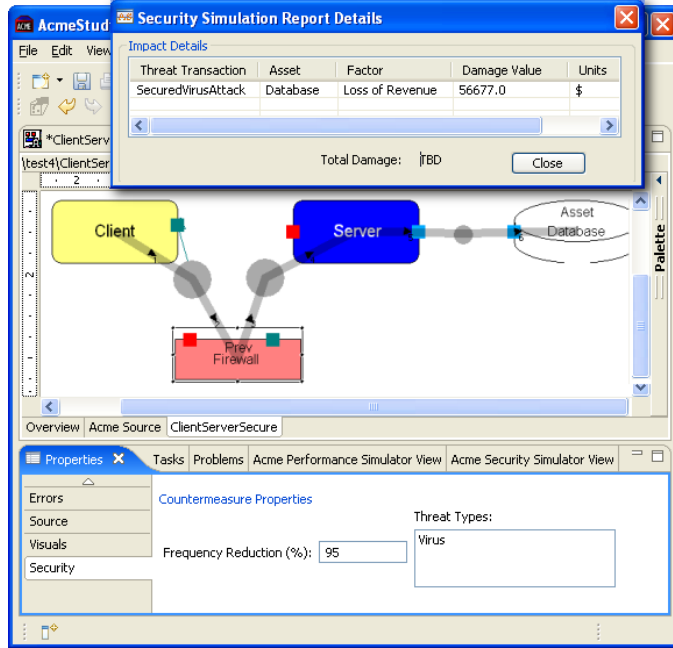 AcmeStud
Security Simulation Report Details
File Edit View
Impact Details
Threat Transaction Asset Factor Damage Value Units
SecuredVirusAttack Database Loss of Revenue 56677.0 $
Total Damage: TBD
Close
*ClientServ
\test4\ClientSer
2
2
Palette
Client
Server
Asset
Database
6
Prev
Firewall
Overview Acme Source ClientServerSecure
Properties Tasks Problems Acme Performance Simulator View Acme Security Simulator View
Errors
Source
Visuals
Security
Countermeasure Properties
Threat Types:
Virus
Frequency Reduction (%): 95